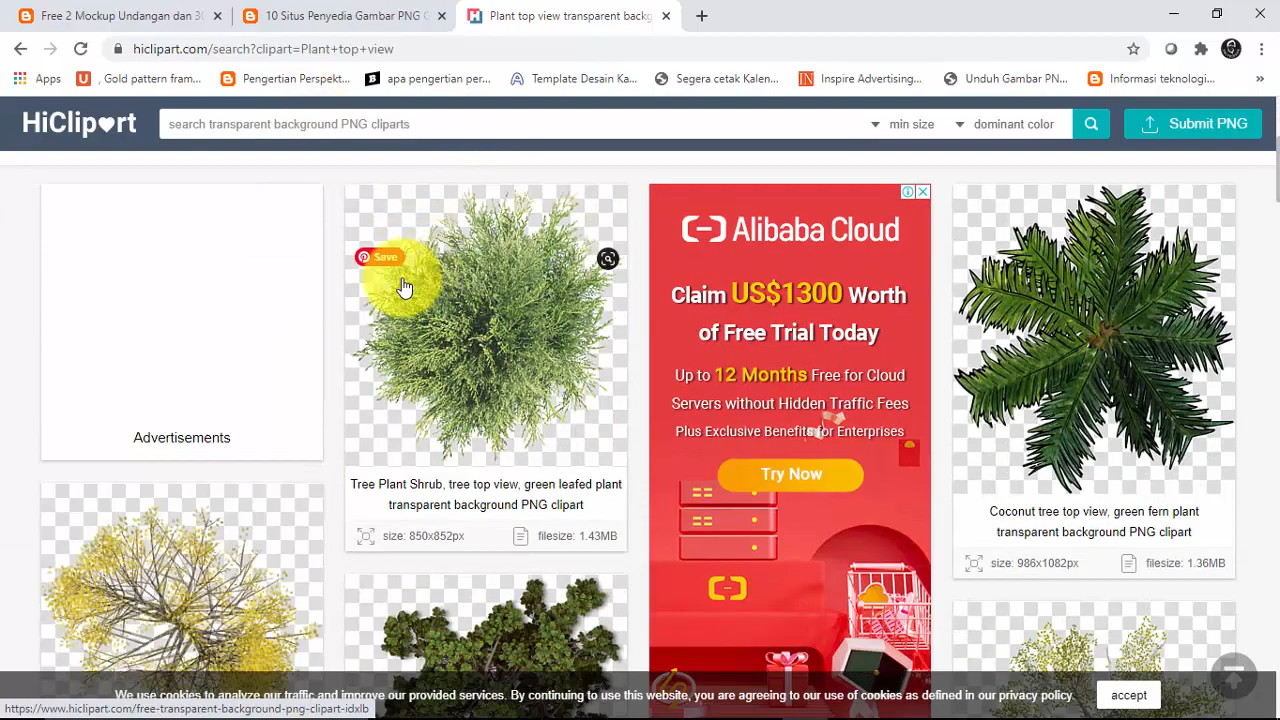 Free 2 Mockup Undangan dan 30
10 Situs Penyedia Gambar PNG G
Plant top view transparent backg
hiclipart.com/search?clipart=Plant+top+view
Apps
, Gold pattern fram...
Pengertian Perspekt...
apa pengertian per...
Template Desain Ka...
Segera cetak Kalen...
Inspire Advertising...
Unduh Gambar PN...
Informasi teknologi...
HiClipart
search transparent background PNG cliparts
min size
dominant color
Submit PNG
Advertisements
Save
Tree Plant Shrub, tree top view, green leafed plant
transparent background PNG clipart
size: 850x852px
filesize: 1.43MB
Alibaba Cloud
Claim US$1300 Worth
of Free Trial Today
Up to 12 Months Free for Cloud
Servers without Hidden Traffic Fees
Plus Exclusive Benefits for Enterprises
Try Now
Coconut tree top view, green fern plant
transparent background PNG clipart
size: 986x1082px
filesize: 1.36MB
We use cookies to analyze our traffic and improve our provided services. By continuing to use this website, you are agreeing to our use of cookies as defined in our privacy policy.
accept
https://www.hiclipart.com/free-transparent-background-png-clipart-idxlb